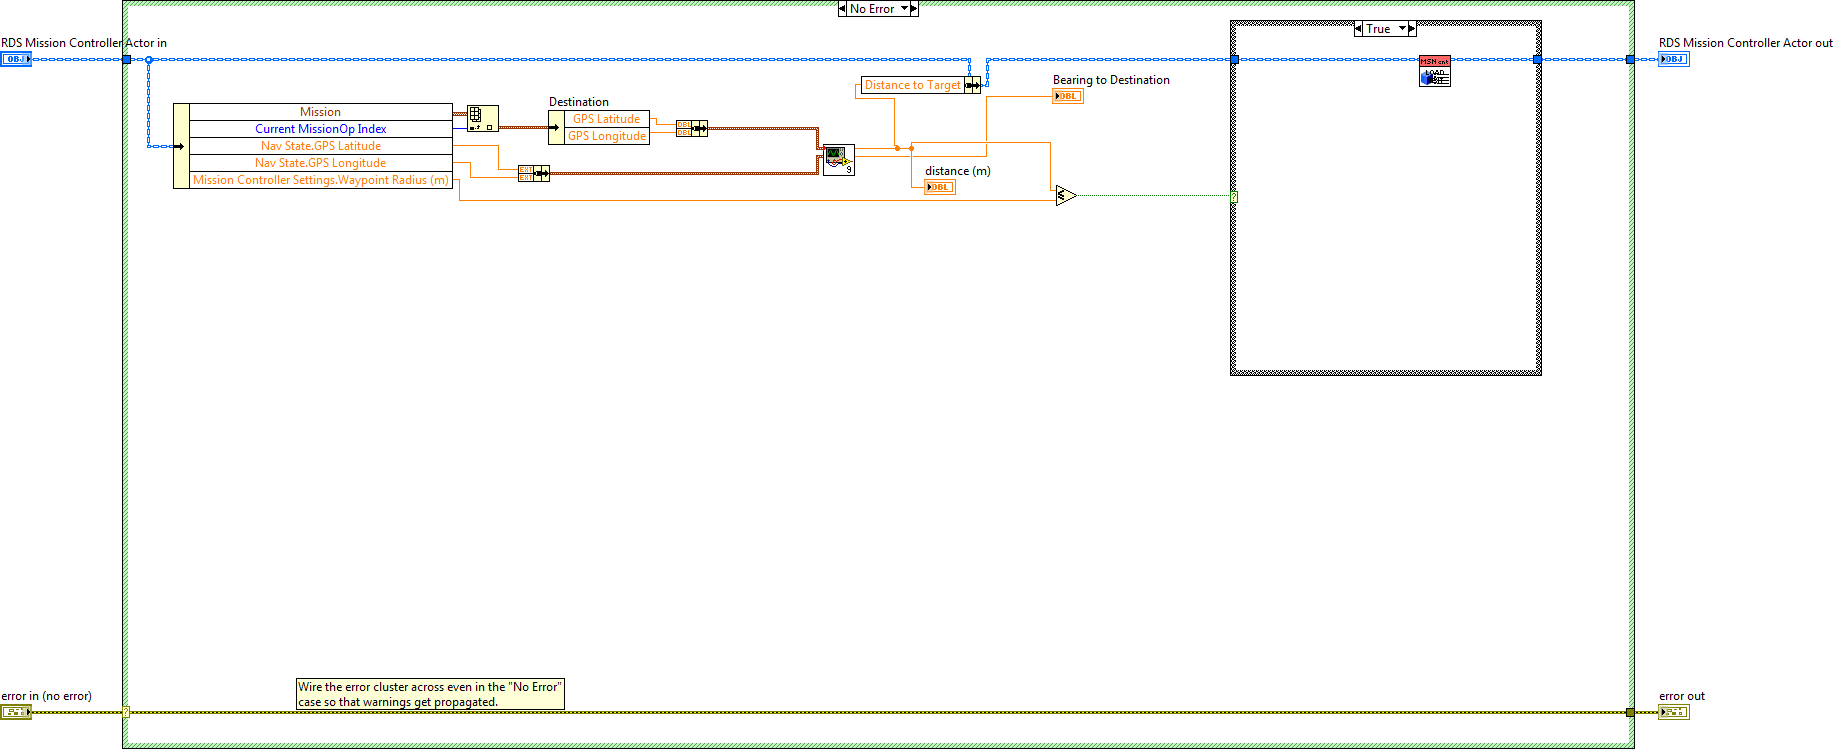 No Error
True
RDS Mission Controller Actor in
OBJ
RDS Mission Controller Actor out
OBJ
MSN cnt
LOAD
Distance to Target
Bearing to Destination
DBL
Mission
Current MissionOp Index
Nav State.GPS Latitude
Nav State.GPS Longitude
Mission Controller Settings.Waypoint Radius (m)
Destination
GPS Latitude
GPS Longitude
DBL
DBL
EXT
EXT
9
distance (m)
DBL
?
error in (no error)
Wire the error cluster across even in the "No Error"
case so that warnings get propagated.
error out